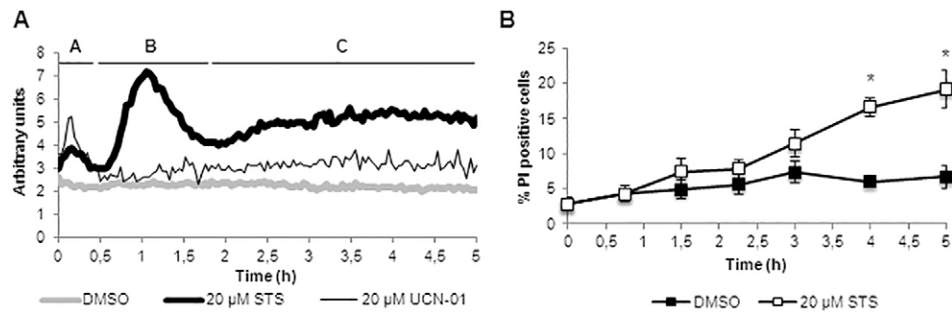 A
A B C
Arbitrary units
8
7
6
5
4
3
2
1
0
0 0,5 1 1,5 2 2,5 3 3,5 4 4,5 5
Time (h)
DMSO 20 µM STS 20 µM UCN-01
B
% PI positive cells
25
20
15
10
5
0
* *
0 0,5 1 1,5 2 2,5 3 3,5 4 4,5 5
Time (h)
DMSO 20 µM STS